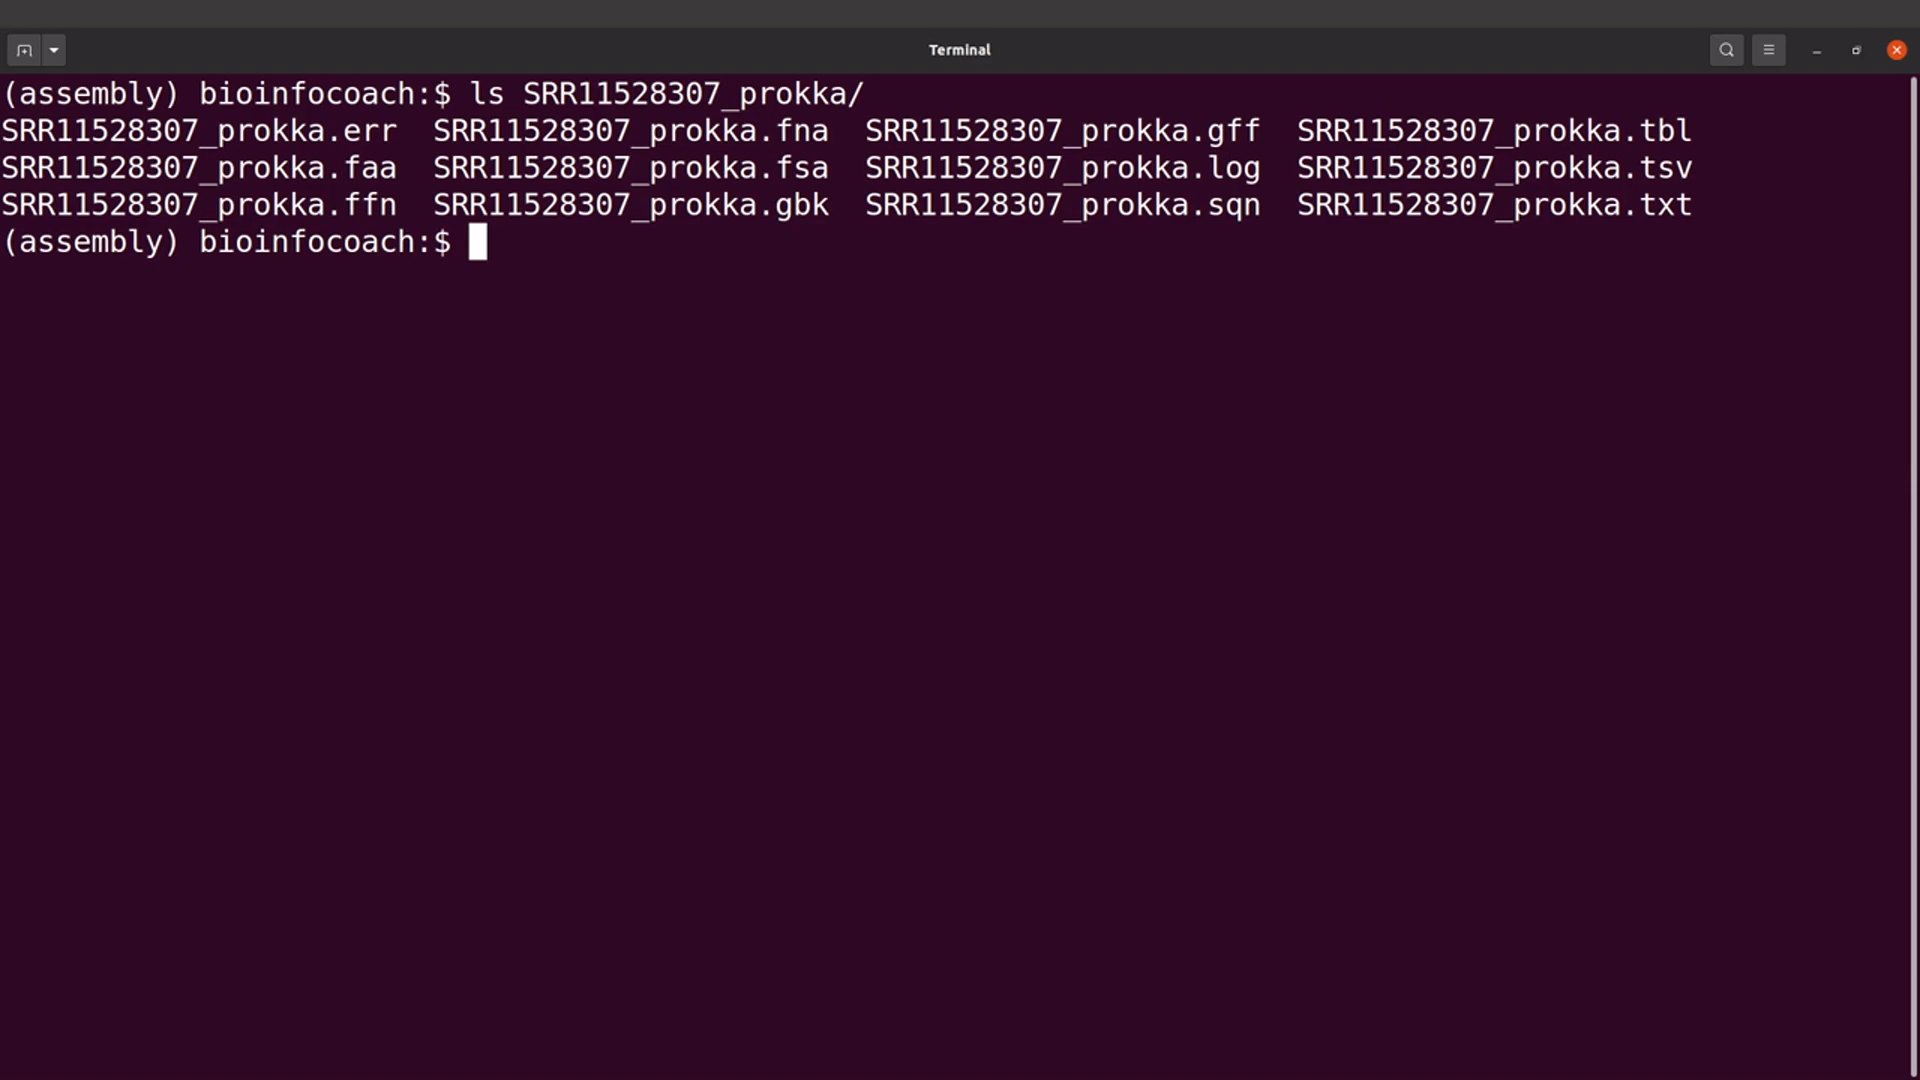 Terminal
(assembly) bioinfocoach:$ ls SRR11528307_prokka/
SRR11528307_prokka.err  SRR11528307_prokka.fna  SRR11528307_prokka.gff  SRR11528307_prokka.tbl
SRR11528307_prokka.faa  SRR11528307_prokka.fsa  SRR11528307_prokka.log  SRR11528307_prokka.tsv
SRR11528307_prokka.ffn  SRR11528307_prokka.gbk  SRR11528307_prokka.sqn  SRR11528307_prokka.txt
(assembly) bioinfocoach:$